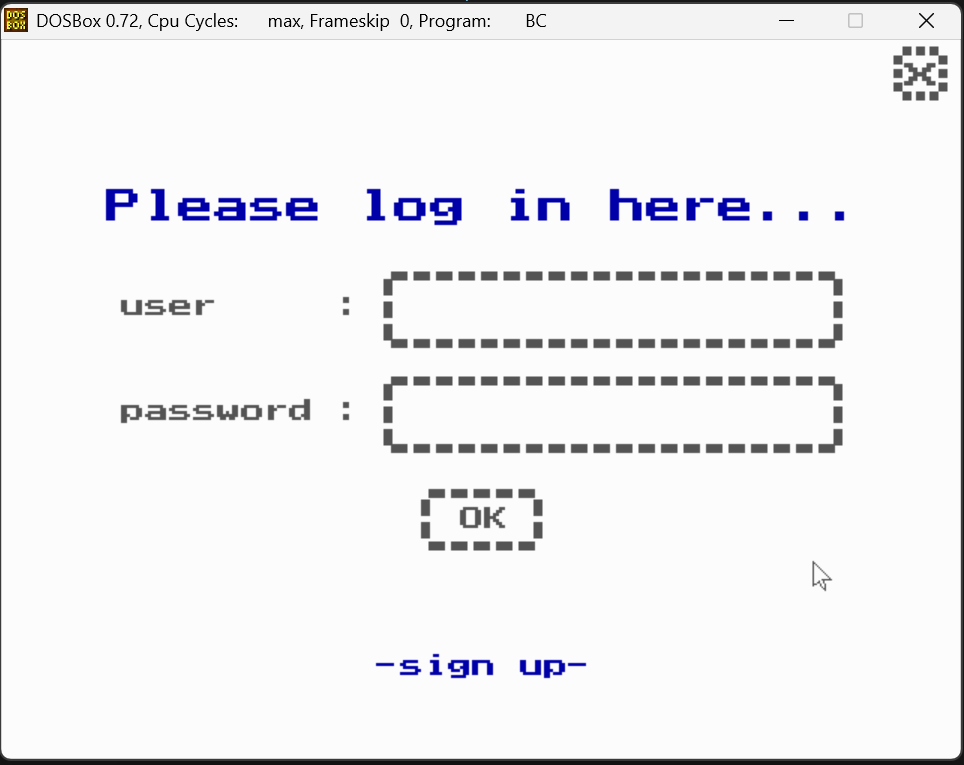 DOSBox 0.72, Cpu Cycles: max, Frameskip 0, Program: BC
X
Please log in here...
user :
password :
OK
-sign up-